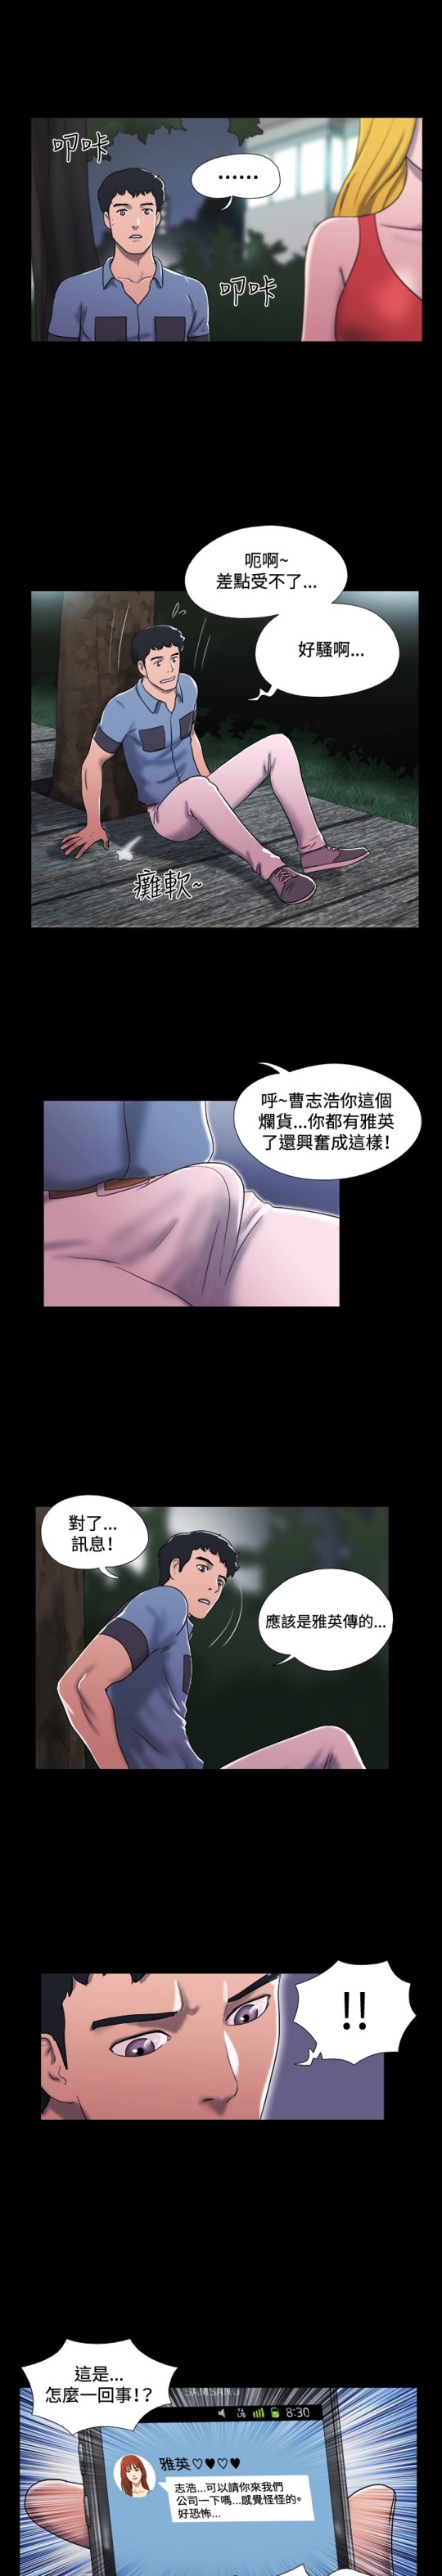 叩咔
......
叩咔
呃啊~
差點受不了...
好騷啊...
癱軟~
呼~曹志浩你這個
爛貨...你都有雅英
了還興奮成這樣!
對了...
訊息!
應該是雅英傳的...
!!
這是...
怎麼一回事!?
SAMSANG
8:30
雅英♡♥♡♥
志浩...可以請你來我們
公司一下嗎...感覺怪怪的。
好恐怖...